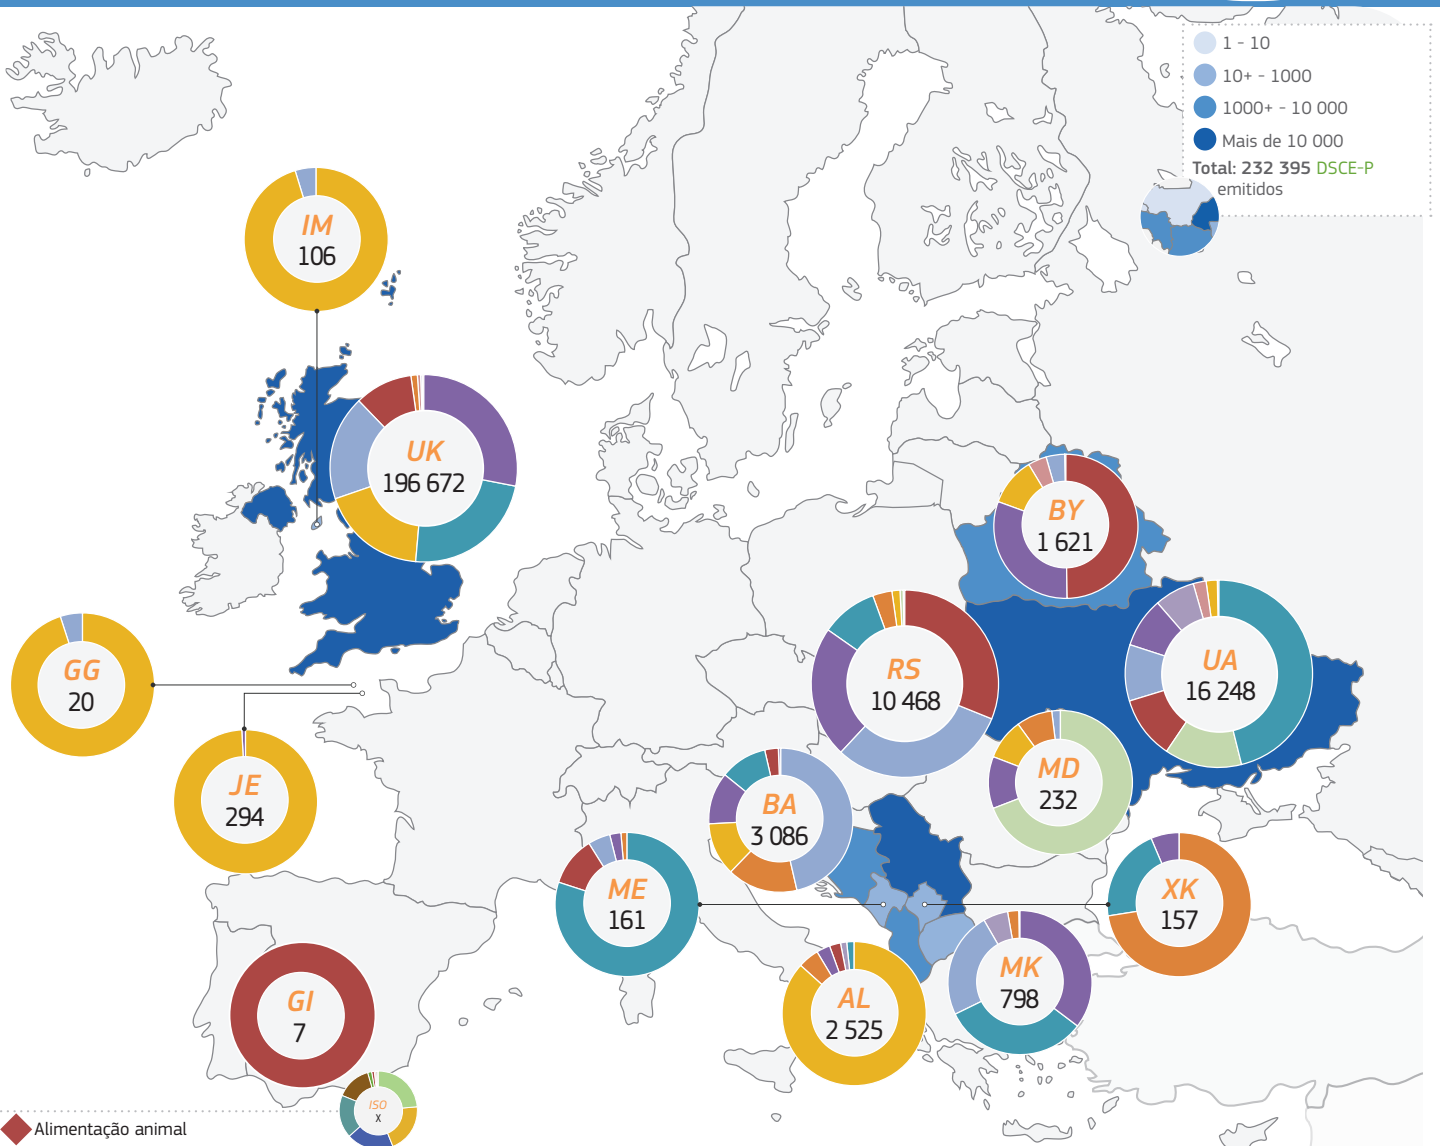 1 - 10
10+ - 1000
1000+ - 10 000
Mais de 10 000
Total: 232 395 DSCE-P
emitidos
IM
106
UK
196 672
BY
1 621
GG
20
RS
10 468
UA
16 248
JE
294
BA
3 086
MD
232
ME
161
XK
157
GI
7
AL
2 525
MK
798
ISO
X
Alimentação animal